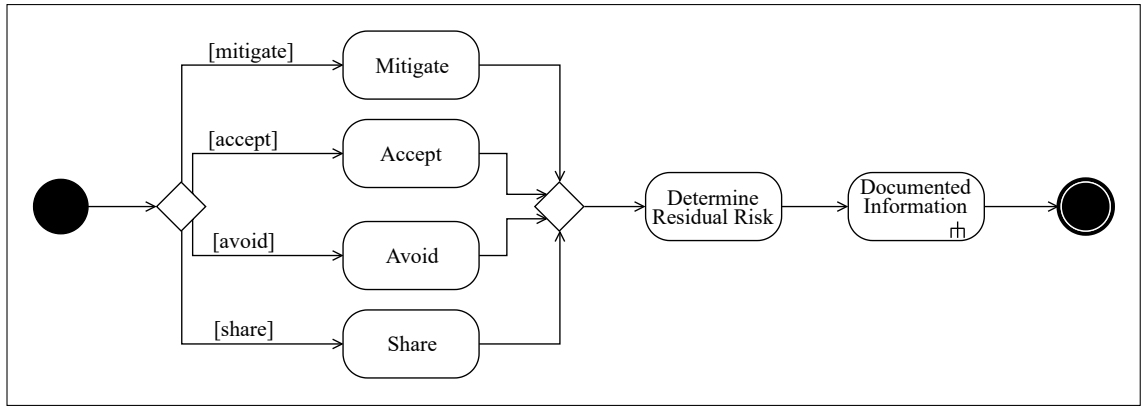 [mitigate]
Mitigate
[accept]
Accept
[avoid]
Avoid
[share]
Share
Determine
Residual Risk
Documented
Information